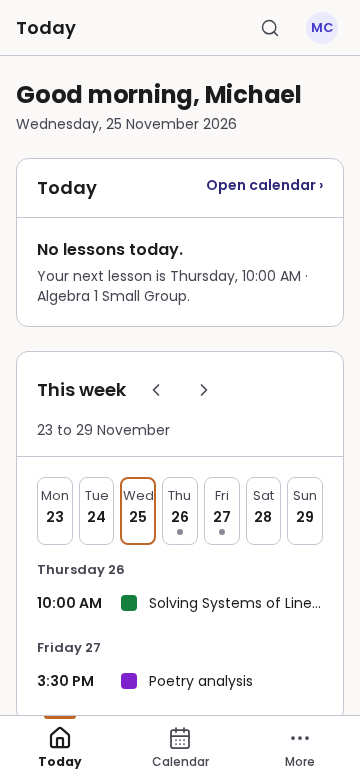 Today
MC
Good morning, Michael
Wednesday, 25 November 2026
Today
Open calendar ›
No lessons today.
Your next lesson is Thursday, 10:00 AM ·
Algebra 1 Small Group.
This week
23 to 29 November
Mon Tue Wed Thu Fri Sat Sun
23 24 25 26 27 28 29
Thursday 26
10:00 AM Solving Systems of Line...
Friday 27
3:30 PM Poetry analysis
Today Calendar More